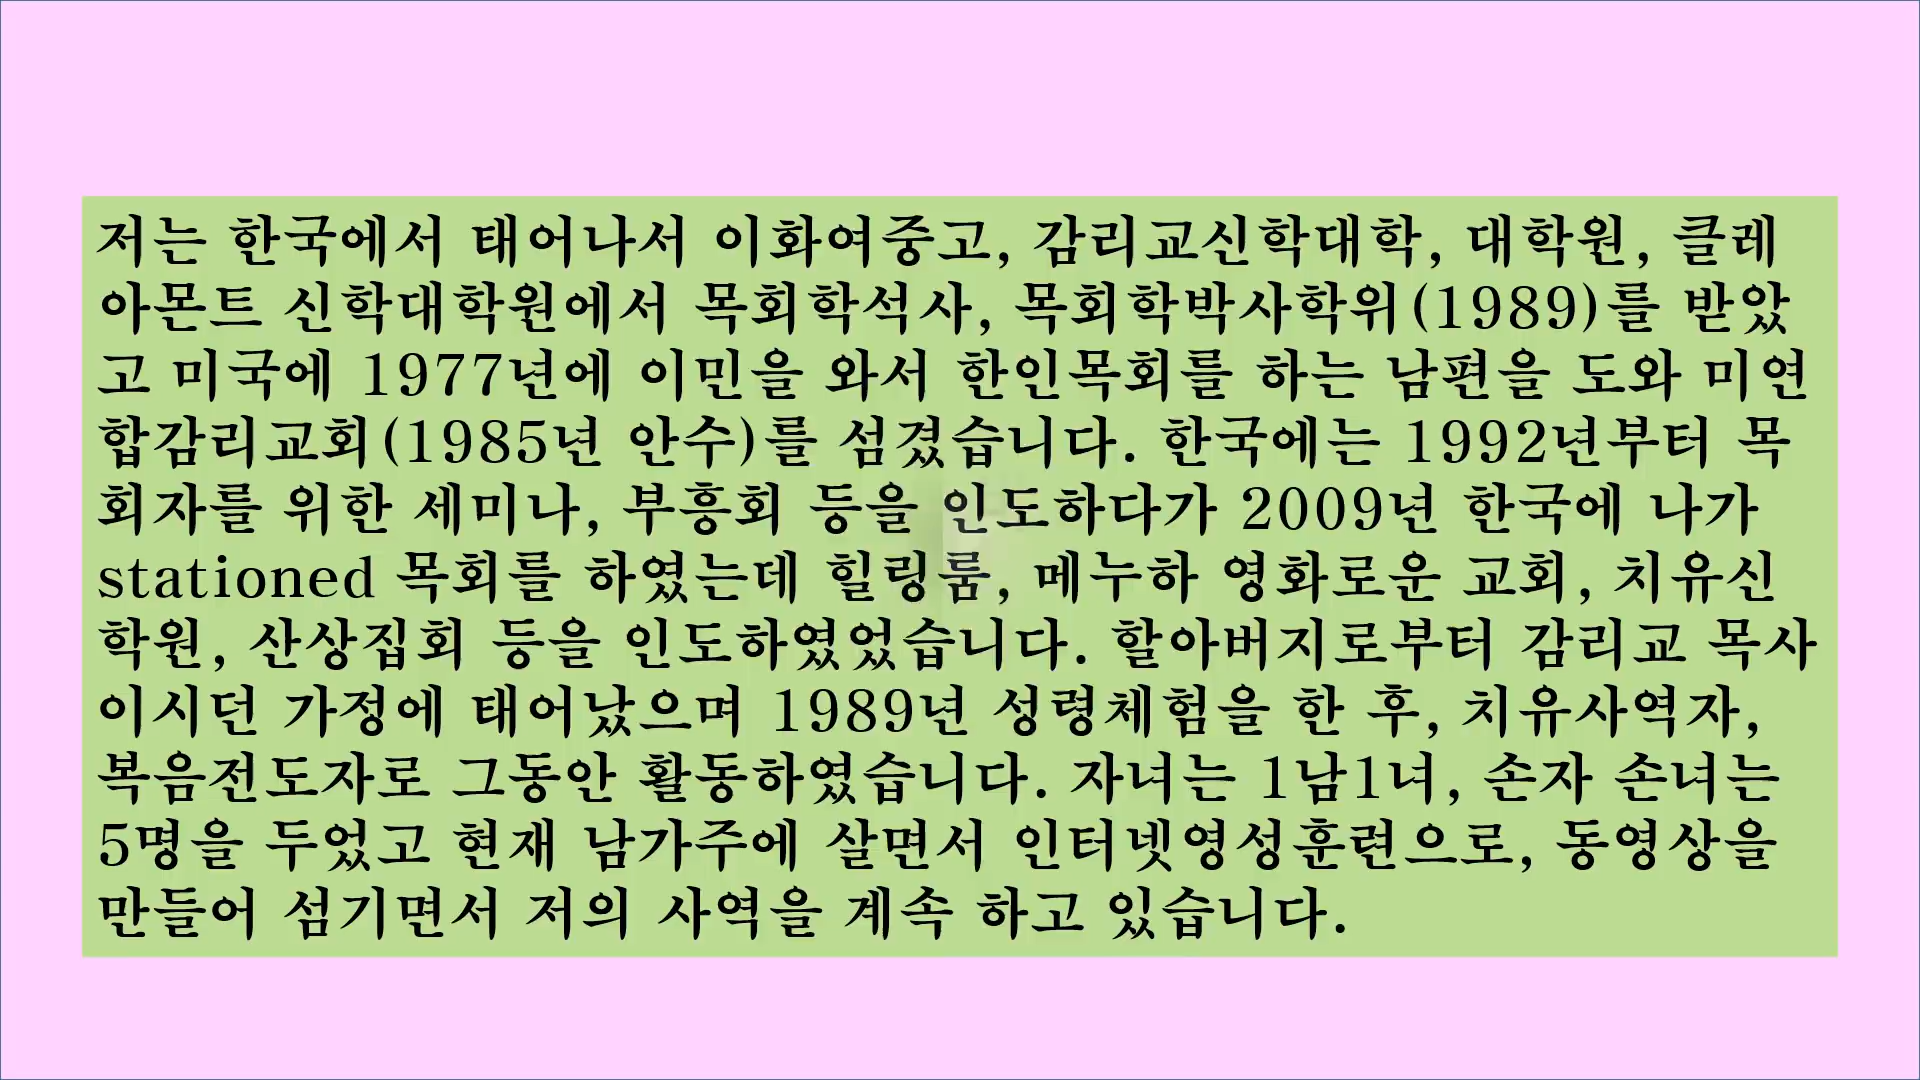 저는 한국에서 태어나서 이화여중고, 감리교신학대학, 대학원, 클레
아몬트 신학대학원에서 목회학석사, 목회학박사학위(1989)를 받았
고 미국에 1977년에 이민을 와서 한인목회를 하는 남편을 도와 미연
합감리교회(1985년 안수)를 섬겼습니다. 한국에는 1992년부터 목
회자를 위한 세미나, 부흥회 등을 인도하다가 2009년 한국에 나가
stationed 목회를 하였는데 힐링룸, 메누하 영화로운 교회, 치유신
학원, 산상집회 등을 인도하였었습니다. 할아버지로부터 감리교 목사
이시던 가정에 태어났으며 1989년 성령체험을 한 후, 치유사역자,
복음전도자로 그동안 활동하였습니다. 자녀는 1남1녀, 손자 손녀는
5명을 두었고 현재 남가주에 살면서 인터넷영성훈련으로, 동영상을
만들어 섬기면서 저의 사역을 계속 하고 있습니다.